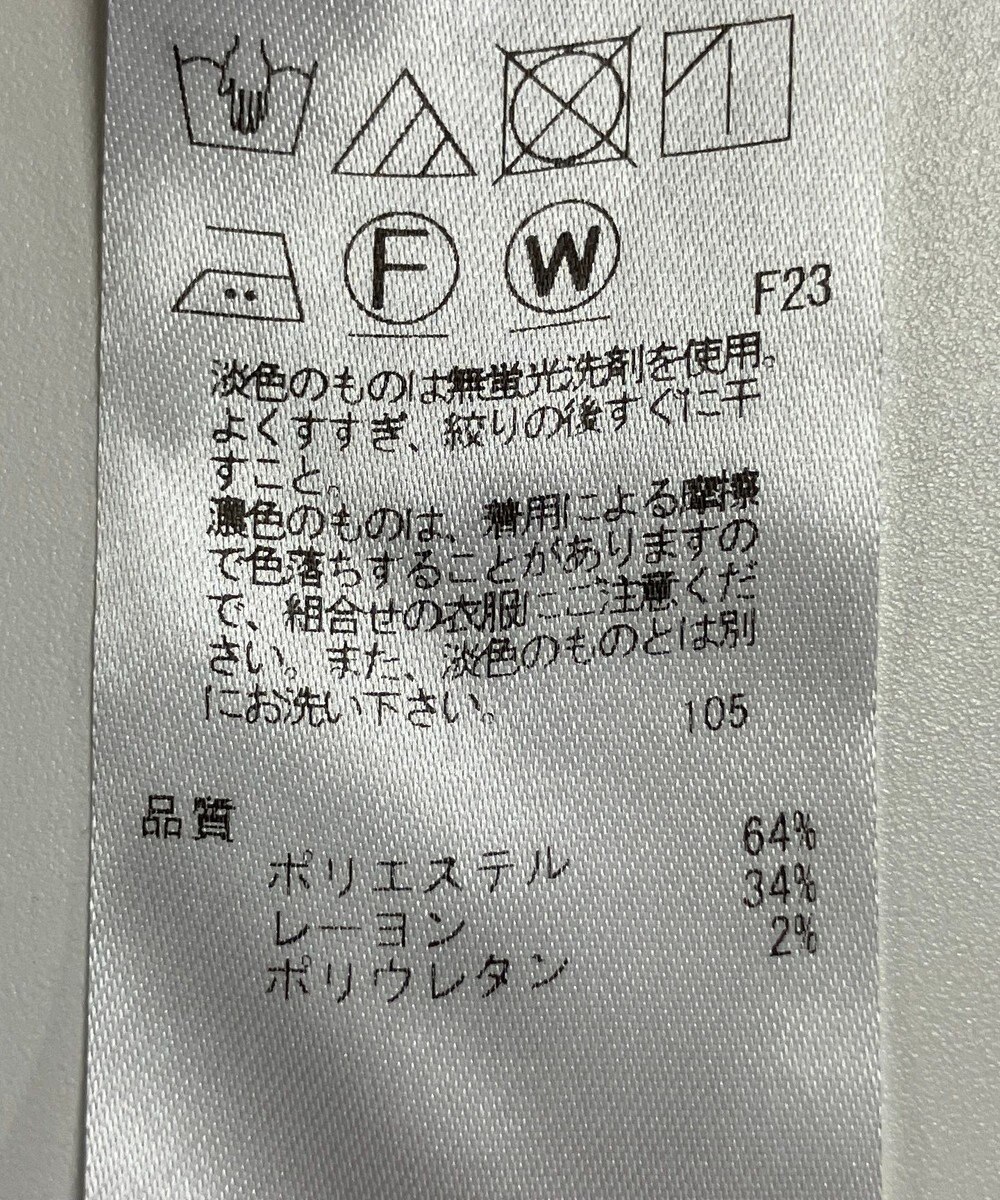 F W F23
淡色のものは無蛍光洗剤を使用。
よくすすぎ、絞りの後すぐに干
すこと。
濃色のものは、着用による摩擦
で色落ちすることがありますの
で、組合せの衣服にご注意くだ
さい。また、淡色のものとは別
にお洗い下さい。 105
品質
ポリエステル 64%
レーヨン 34%
ポリウレタン 2%